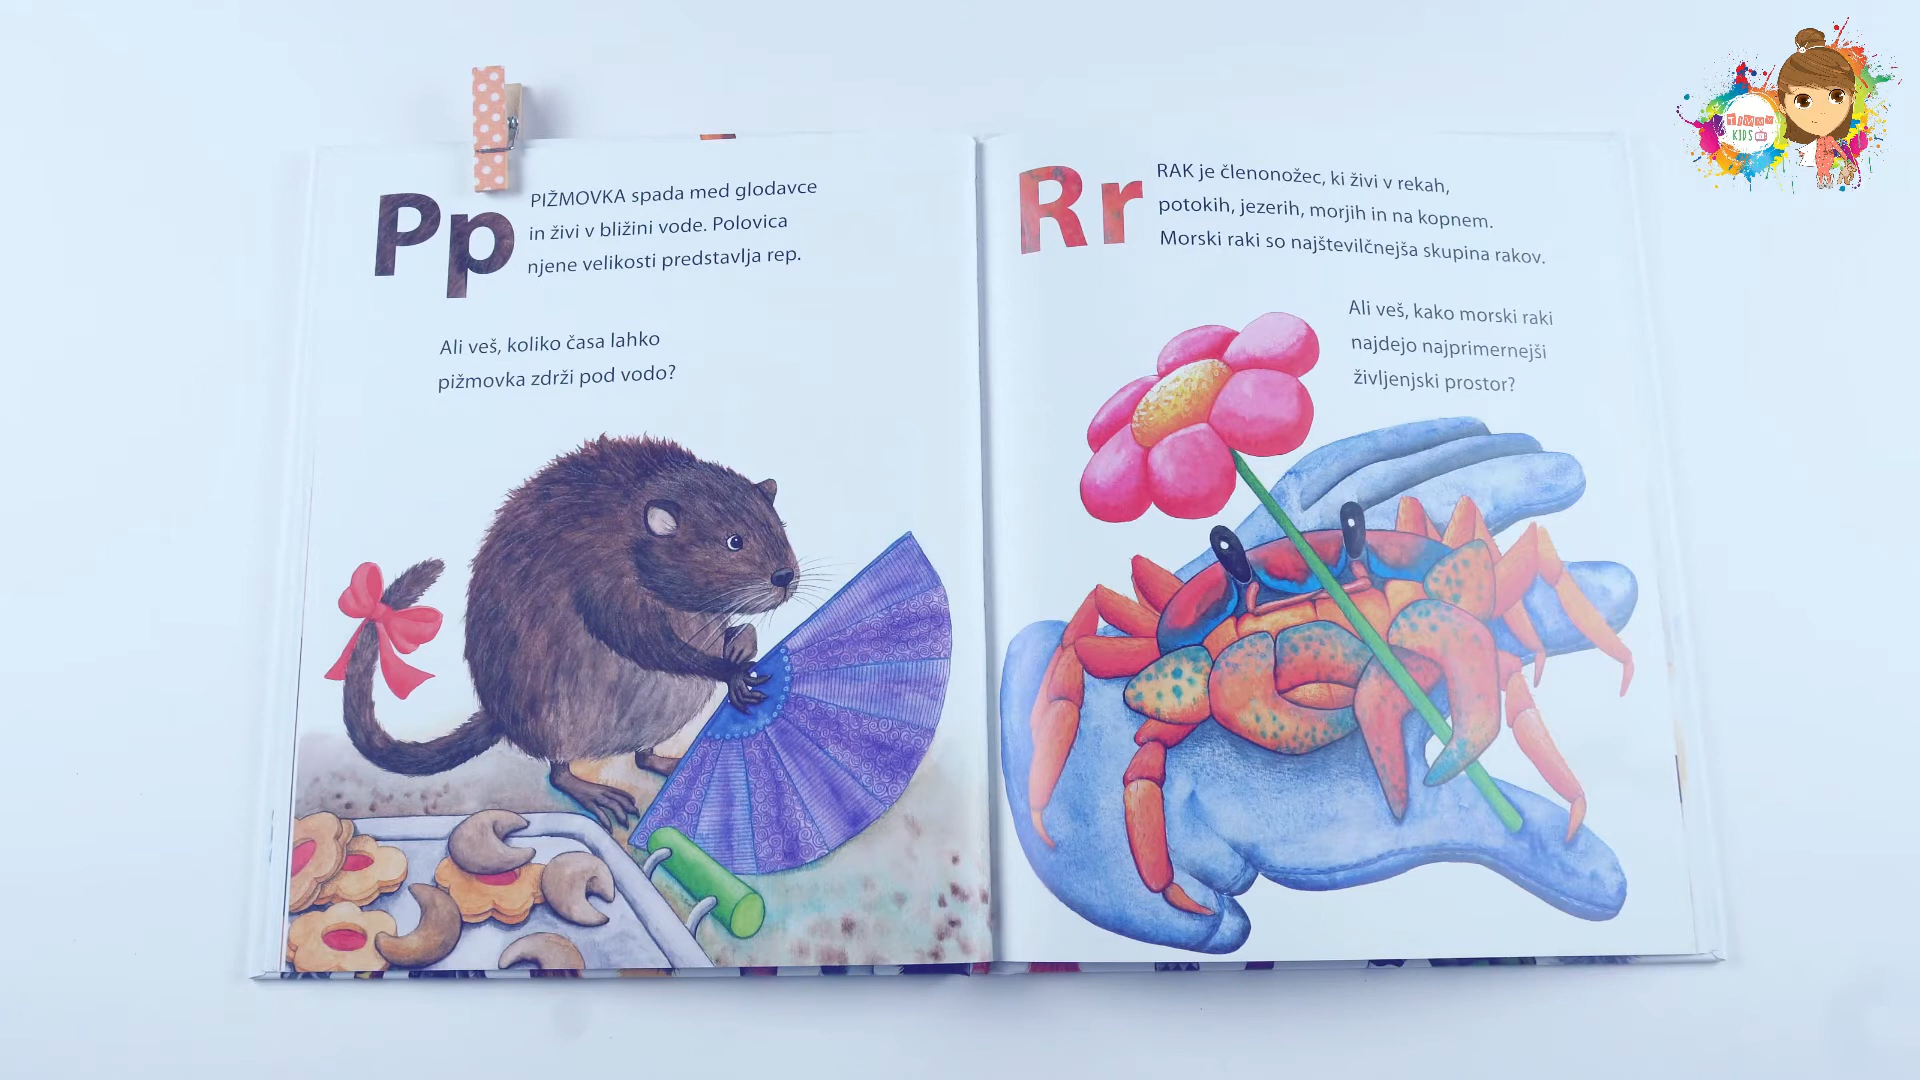 Pp
PIŽMOVKA spada med glodavce
in živi v bližini vode. Polovica
njene velikosti predstavlja rep.
Ali veš, koliko časa lahko
pižmovka zdrži pod vodo?
Rr
RAK je členonožec, ki živi v rekah,
potokih, jezerih, morjih in na kopnem.
Morski raki so najštevilčnejša skupina rakov.
Ali veš, kako morski raki
najdejo najprimernejši
življenjski prostor?
KIDS